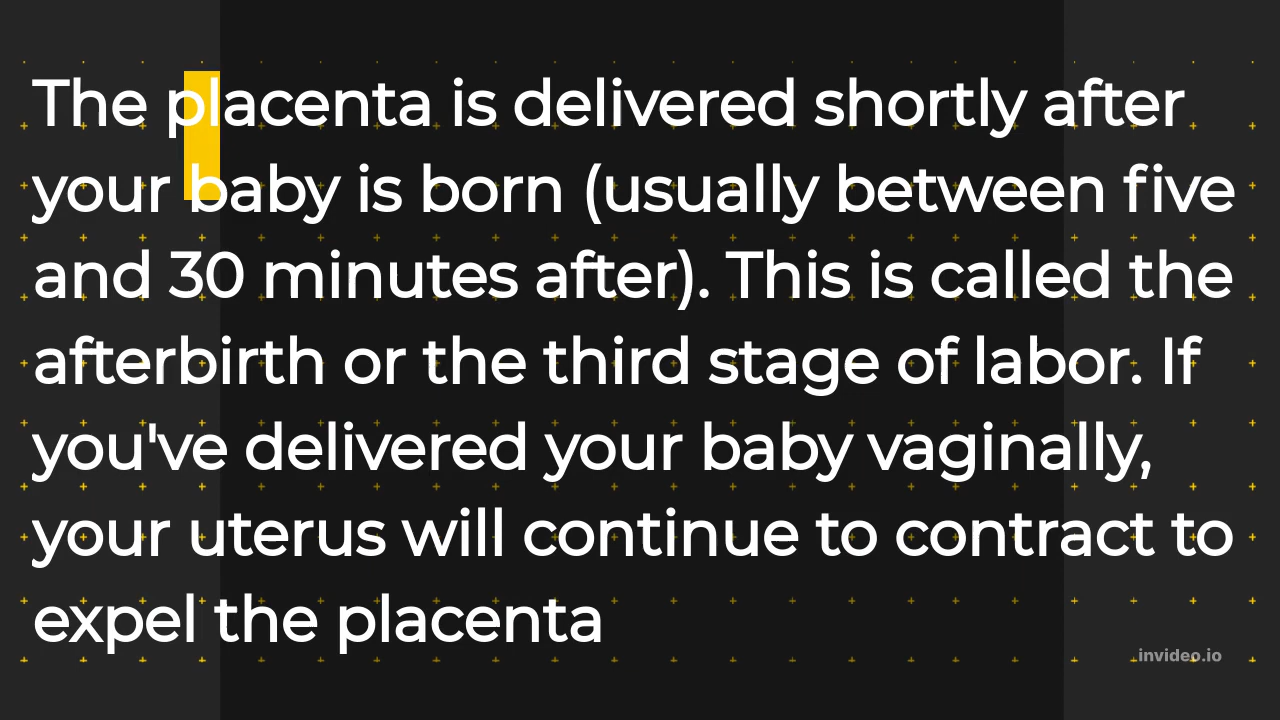 The placenta is delivered shortly after
your baby is born (usually between five
and 30 minutes after). This is called the
afterbirth or the third stage of labor. If
you've delivered your baby vaginally,
your uterus will continue to contract to
expel the placenta
invideo.io